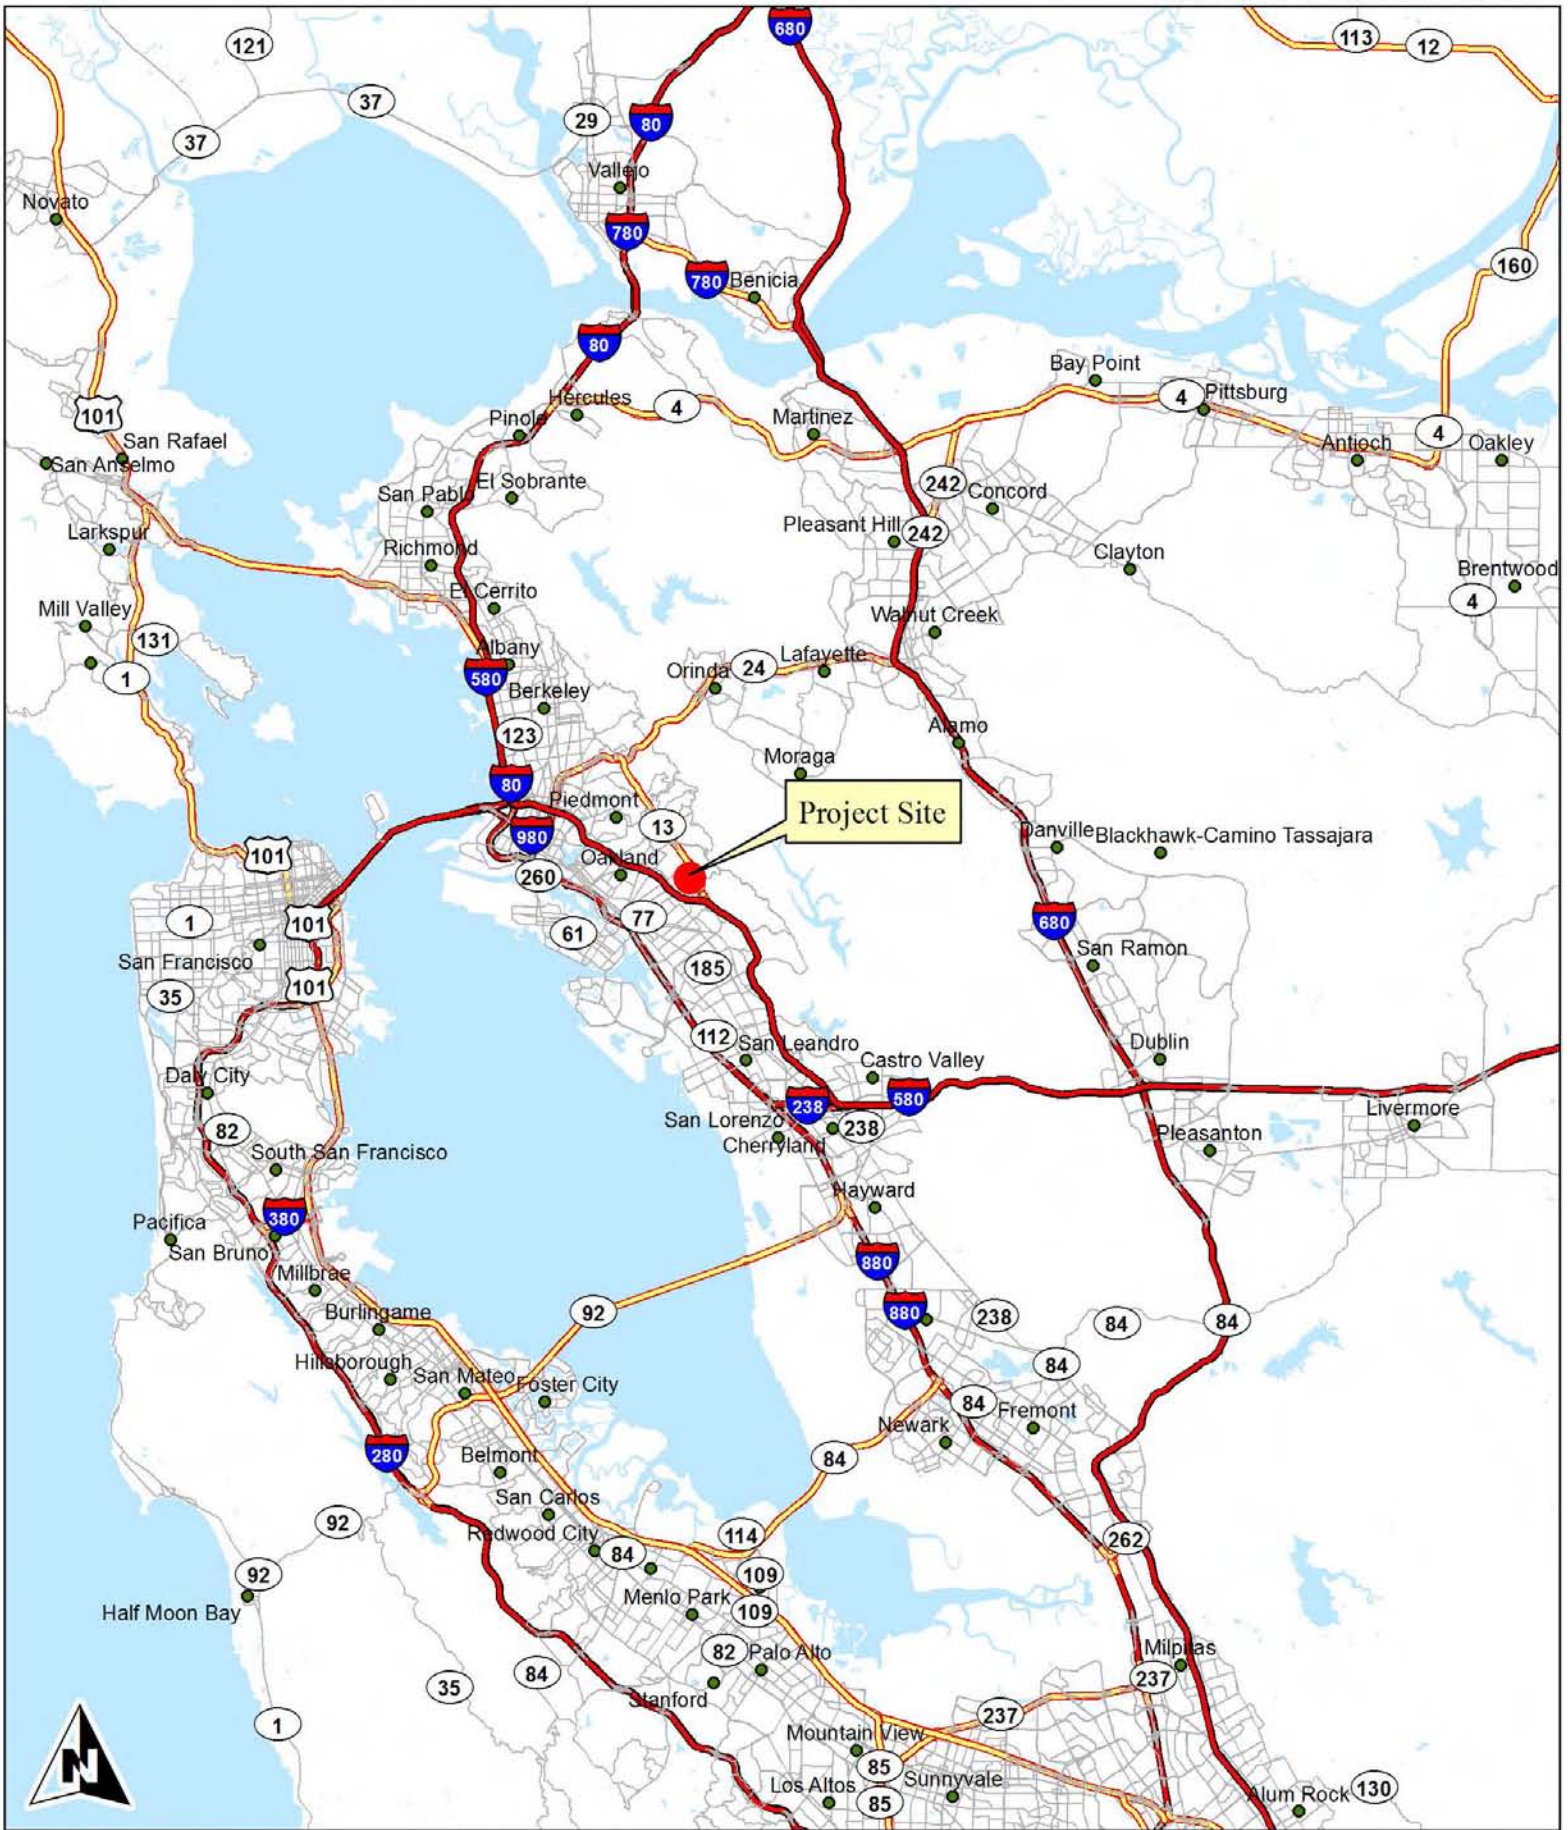 680
121
113
12
37
29
80
37
Vallejo
Novato
780
780
Benicia
160
80
Bay Point
Hercules
4
4
Pittsburg
101
Pinole
Martinez
4
San Rafael
Antioch
Oakley
San Anselmo
El Sobrante
242
Concord
San Pablo
Pleasant Hill
242
Larkspur
Richmond
Clayton
Brentwood
El Cerrito
4
Mill Valley
Walnut Creek
131
Albany
Lafayette
1
580
Orinda
24
Berkeley
123
Alamo
Moraga
80
Piedmont
Project Site
13
980
Danville
Blackhawk-Camino Tassajara
101
Oakland
260
1
101
77
680
61
San Ramon
San Francisco
185
35
101
112
San Leandro
Dublin
Castro Valley
Daly City
238
580
Livermore
82
San Lorenzo
238
Pleasanton
Cherryland
South San Francisco
Hayward
380
Pacifica
San Bruno
880
Millbrae
Burlingame
92
880
238
84
84
Hillsborough
84
San Mateo
Foster City
84
Fremont
Newark
280
Belmont
84
San Carlos
92
Redwood City
114
262
84
92
109
Half Moon Bay
Menlo Park
109
82
Palo Alto
Milpitas
84
237
35
Stanford
237
1
Mountain View
N
85
Sunnyvale
Los Altos
85
Alum Rock
130